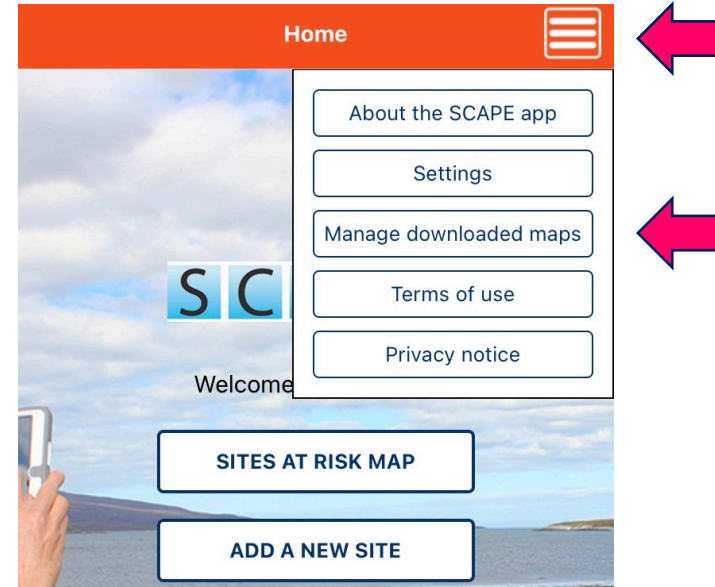 Home
About the SCAPE app
Settings
Manage downloaded maps
Terms of use
Privacy notice
S C
Welcome
SITES AT RISK MAP
ADD A NEW SITE